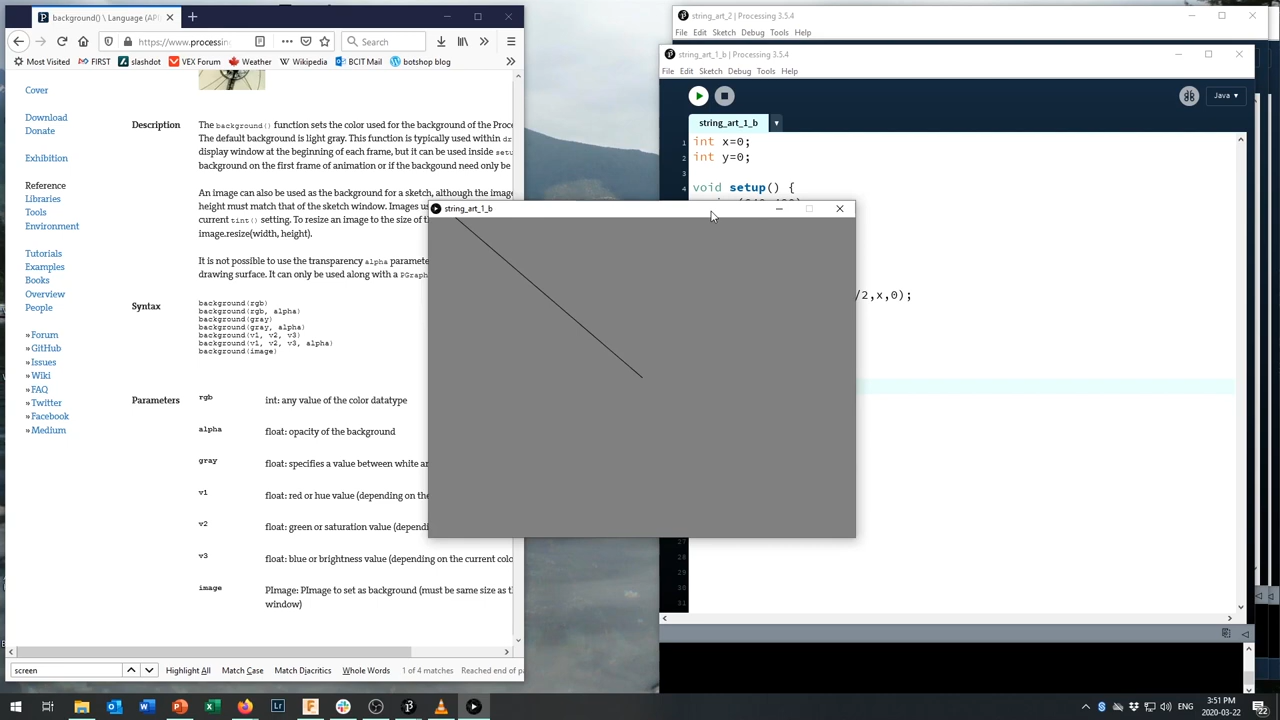 background() \ Language (API
https://www.processin
Search
Most Visited
FIRST
slashdot
VEX Forum
Weather
Wikipedia
BCIT Mail
botshop blog
Cover
Download
Donate
Exhibition
Reference
Libraries
Tools
Environment
Tutorials
Examples
Books
Overview
People
» Forum
» GitHub
» Issues
» Wiki
» FAQ
» Twitter
» Facebook
» Medium
Description
The background() function sets the color used for the background of the Proce
The default background is light gray. This function is typically used within dr
display window at the beginning of each frame, but it can be used inside setu
background on the first frame of animation or if the backgound need only be
An image can also be used as the background for a sketch, although the image
height must match that of the sketch window. Images us
current tint() setting. To resize an image to the size of t
image.resize(width, height).
It is not possible to use the transparency alpha parameter
drawing surface. It can only be used along with a PGraph
Syntax
background(rgb)
background(rgb, alpha)
background(gray)
background(gray, alpha)
background(v1, v2, v3)
background(v1, v2, v3, alpha)
background(image)
Parameters
rgb
int: any value of the color datatype
alpha
float: opacity of the background
gray
float: specifies a value between white an
v1
float: red or hue value (depending on the
v2
float: green or saturation value (dependi
v3
float: blue or brightness value (depending on the current colo
image
PImage: PImage to set as background (must be same size as th
window)
screen
Highlight All
Match Case
Match Diacritics
Whole Words
1 of 4 matches
Reached end of p
string_art_2 | Processing 3.5.4
File Edit Sketch Debug Tools Help
string_art_1_b | Processing 3.5.4
File Edit Sketch Debug Tools Help
Java ▾
string_art_1_b
1 int x=0;
2 int y=0;
3
4 void setup() {
string_art_1_b
/2,x,0);
27
28
29
30
31
ENG
3:51 PM
2020-03-22
22